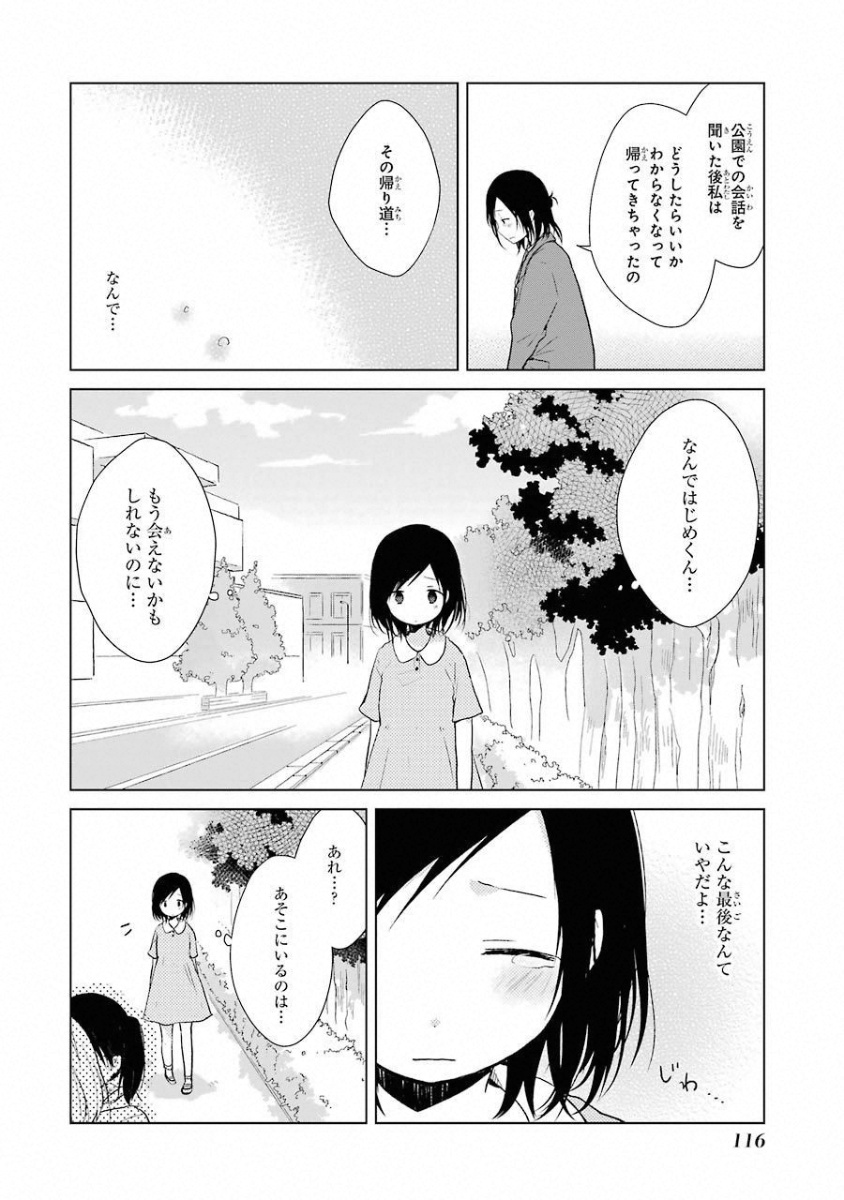 公園での会話を
聞いた後私は
どうしたらいいか
わからなくなって
帰ってきちゃったの
その帰り道…
なんで…
なんではじめくん…
もう会えないかも
しれないのに…
こんな最後なんて
いやだよ…
じわ…
あれ…?
あそこにいるのは…
116